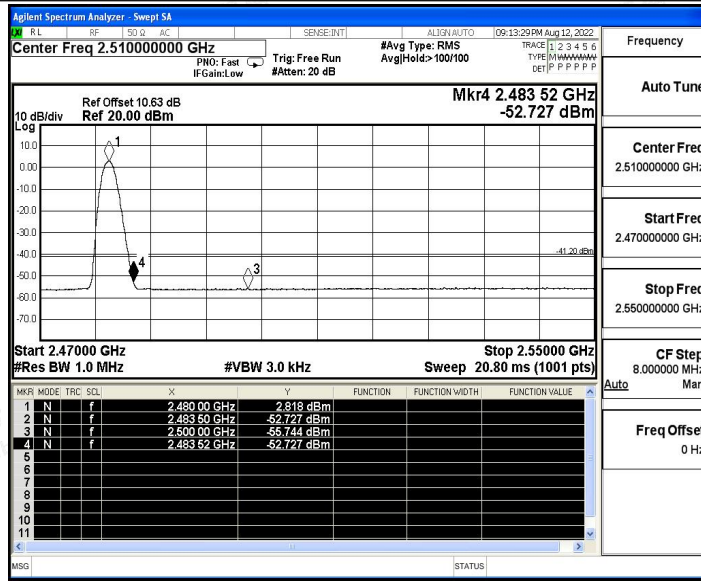 Agilent Spectrum Analyzer - Swept SA
RL RF 50 Ω AC SENSE:INT ALIGN AUTO 09:13:29 PM Aug 12, 2022
Center Freq 2.510000000 GHz
PNO: Fast
IFGain:Low
Trig: Free Run
#Atten: 20 dB
#Avg Type: RMS
Avg|Hold:>100/100
TRACE 1 2 3 4 5 6
TYPE M WWWWW
DET P P P P P P
Ref Offset 10.63 dB
10 dB/div Ref 20.00 dBm
Log
Mkr4 2.483 52 GHz
-52.727 dBm
10.0
0.00
-10.0
-20.0
-30.0
-40.0
-50.0
-60.0
-70.0
1
4
3
-41.20 dBm
Start 2.47000 GHz Stop 2.55000 GHz
#Res BW 1.0 MHz #VBW 3.0 kHz Sweep 20.80 ms (1001 pts)
MKR MODE TRC SCL X Y FUNCTION FUNCTION WIDTH FUNCTION VALUE
1 N f 2.480 00 GHz 2.818 dBm
2 N f 2.483 50 GHz -52.727 dBm
3 N f 2.500 00 GHz -55.744 dBm
4 N f 2.483 52 GHz -52.727 dBm
5
6
7
8
9
10
11
MSG STATUS
Frequency
Auto Tune
Center Freq
2.510000000 GHz
Start Freq
2.470000000 GHz
Stop Freq
2.550000000 GHz
CF Step
8.000000 MHz
Auto Man
Freq Offset
0 Hz